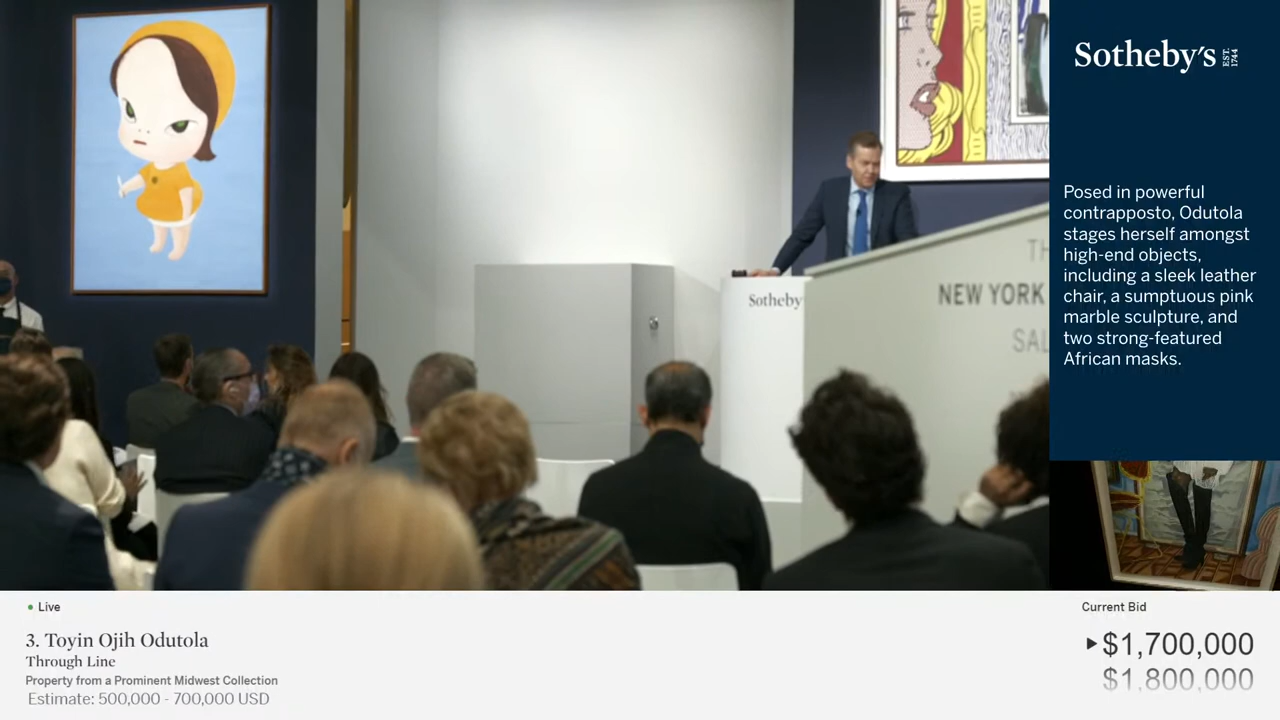 Sotheby's EST. 1744
Posed in powerful
contrapposto, Odutola
stages herself amongst
high-end objects,
including a sleek leather
chair, a sumptuous pink
marble sculpture, and
two strong-featured
African masks.
Sotheby
TH
NEW YORK
SAL
Live
3. Toyin Ojih Odutola
Through Line
Property from a Prominent Midwest Collection
Estimate: 500,000 - 700,000 USD
Current Bid
$1,700,000
$1,800,000